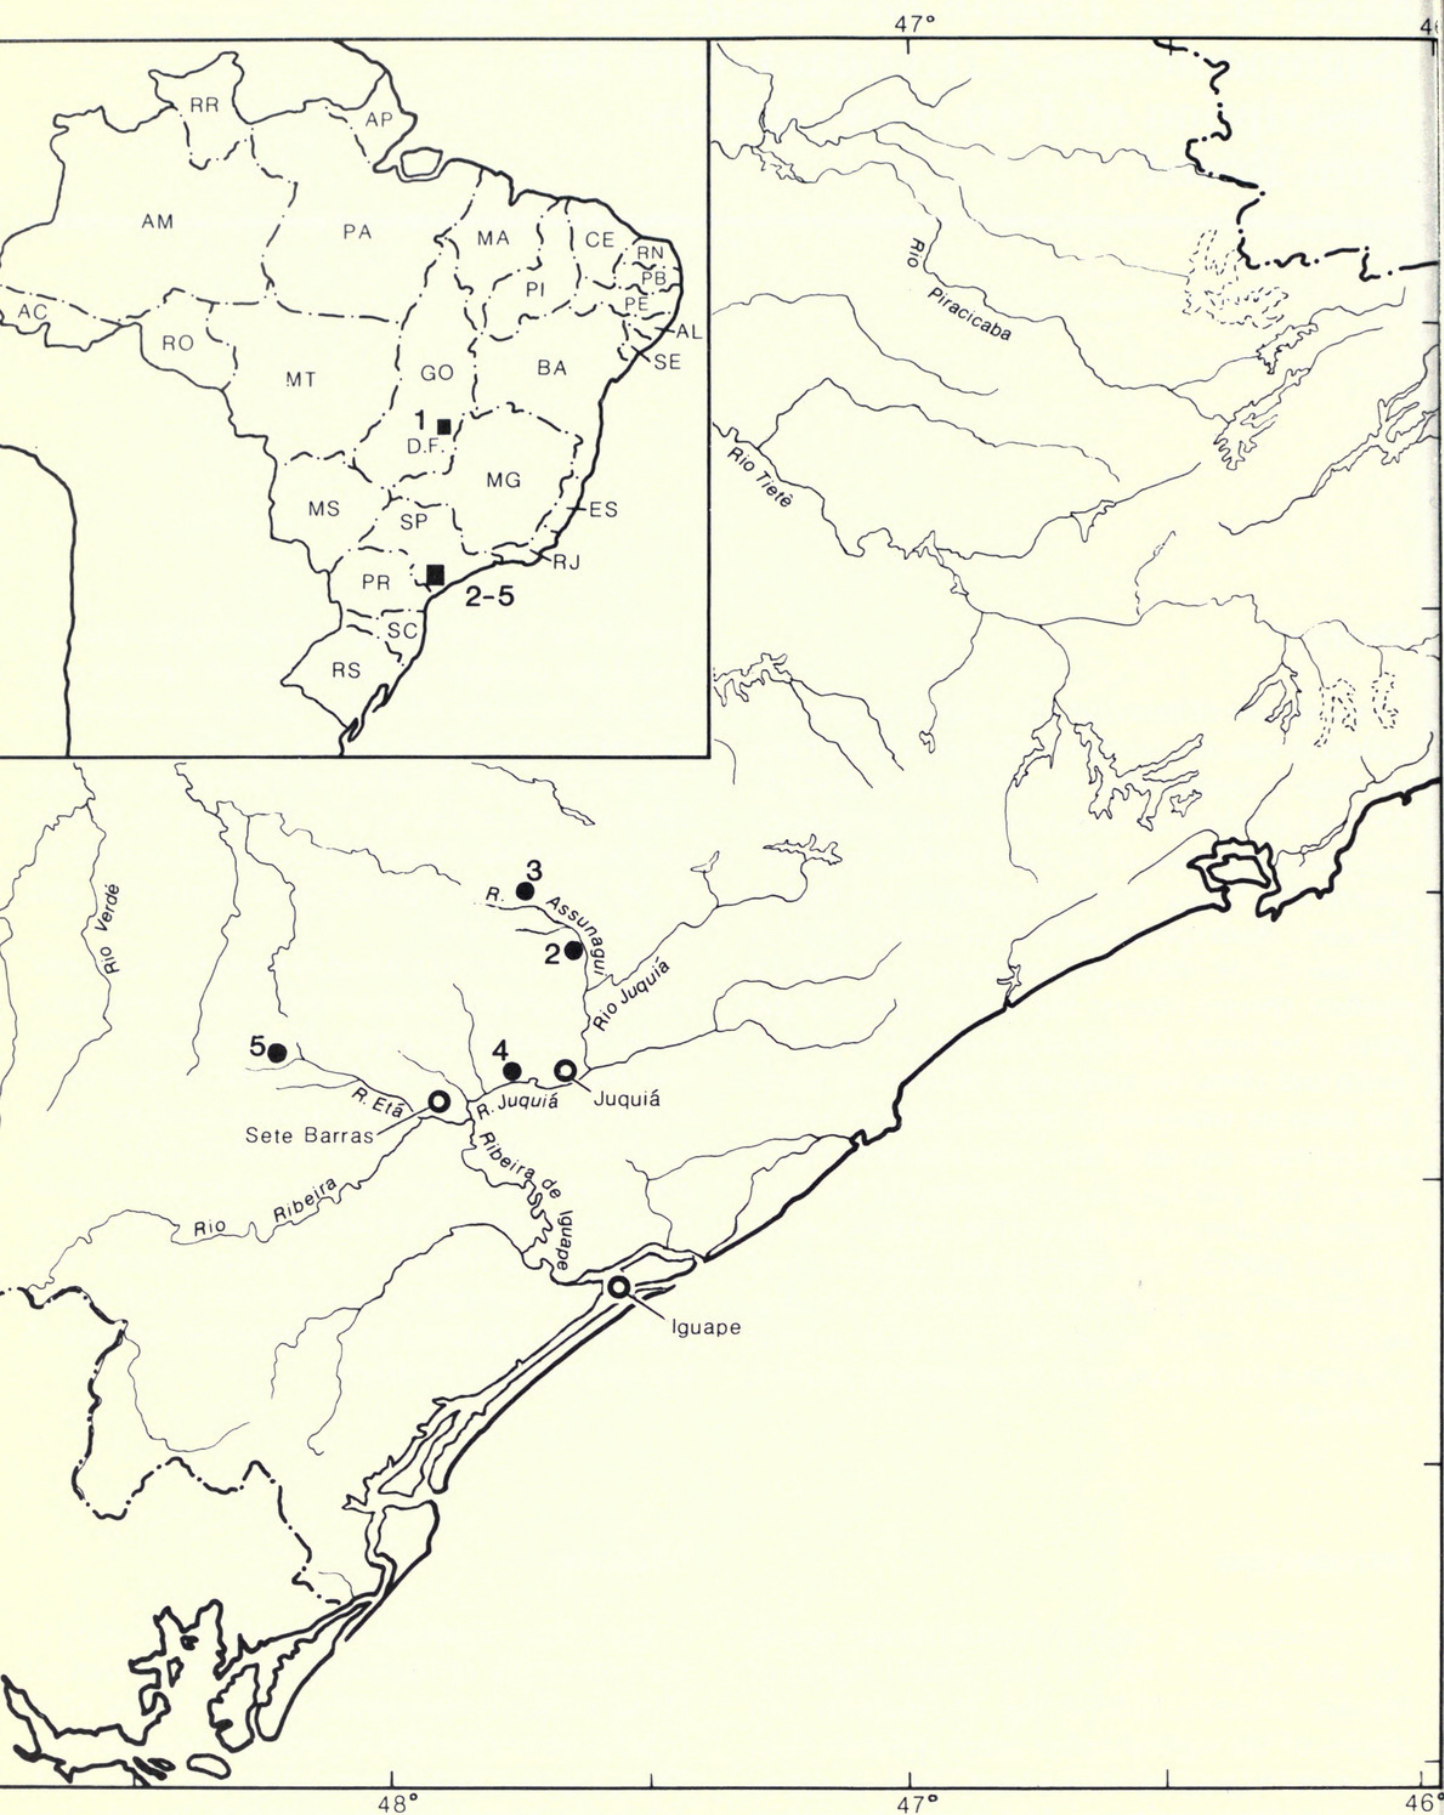 47°
RR
AP
AM
PA
MA
CE
RN
PB
PI
PE
AC
AL
RO
SE
MT
GO
BA
1
D.F.
MG
MS
SP
ES
RJ
PR
2-5
SC
RS
Rio
Piracicaba
Rio Tietê
Rio Verdé
3
R. Assunagui
2
Rio Juquiá
5
4
R. Etá
R. Juquiá
Juquiá
Sete Barras
Ribeira de Iguape
Rio Ribeira
Iguape
48°
47°
46°